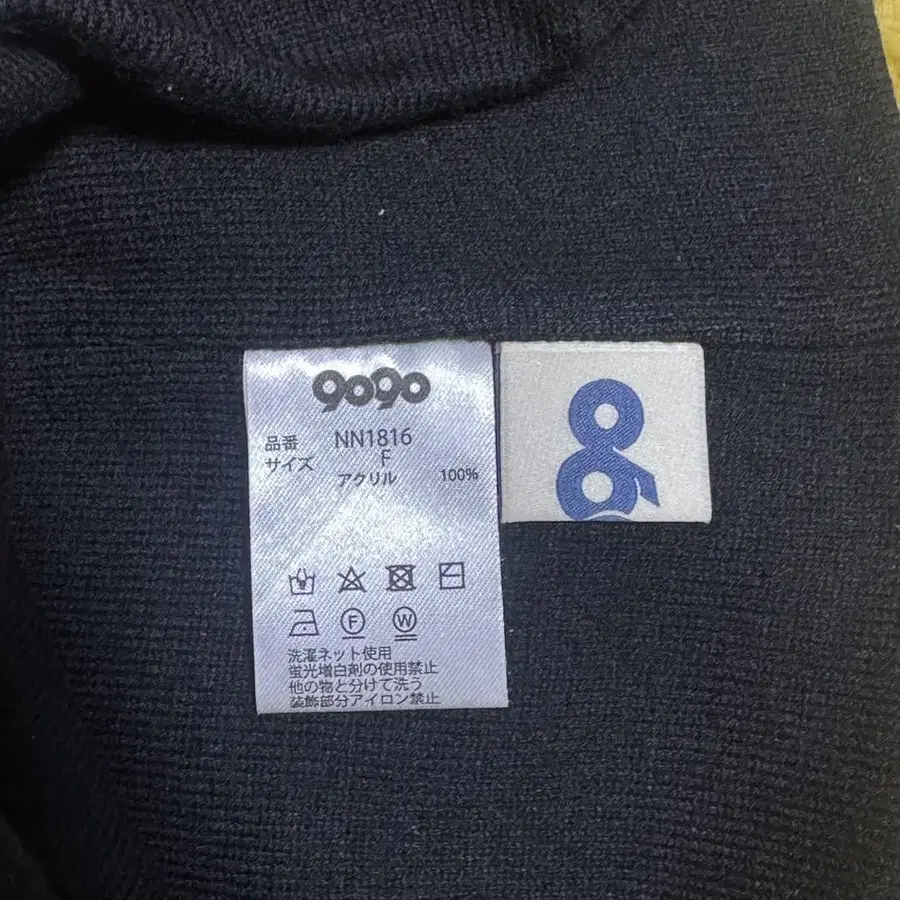 9090
品番 NN1816
サイズ F
アクリル 100%
F W
洗濯ネット使用
蛍光増白剤の使用禁止
他の物と分けて洗う
装飾部分アイロン禁止
90